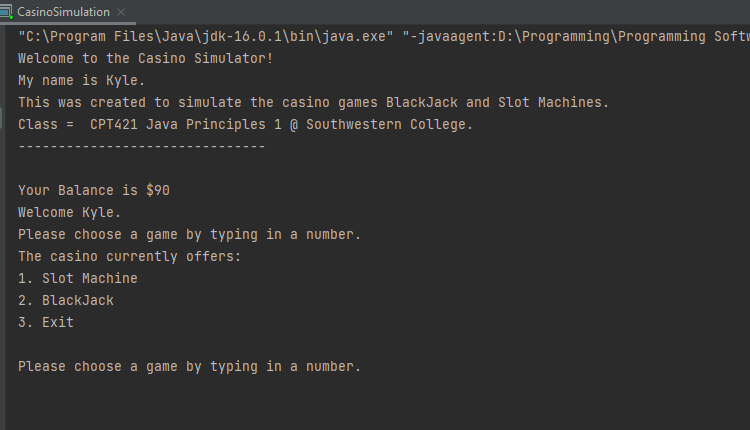 CasinoSimulation
"C:\Program Files\Java\jdk-16.0.1\bin\java.exe" "-javaagent:D:\Programming\Programming Softw
Welcome to the Casino Simulator!
My name is Kyle.
This was created to simulate the casino games BlackJack and Slot Machines.
Class =  CPT421 Java Principles 1 @ Southwestern College.
-------------------------------
Your Balance is $90
Welcome Kyle.
Please choose a game by typing in a number.
The casino currently offers:
1. Slot Machine
2. BlackJack
3. Exit
Please choose a game by typing in a number.